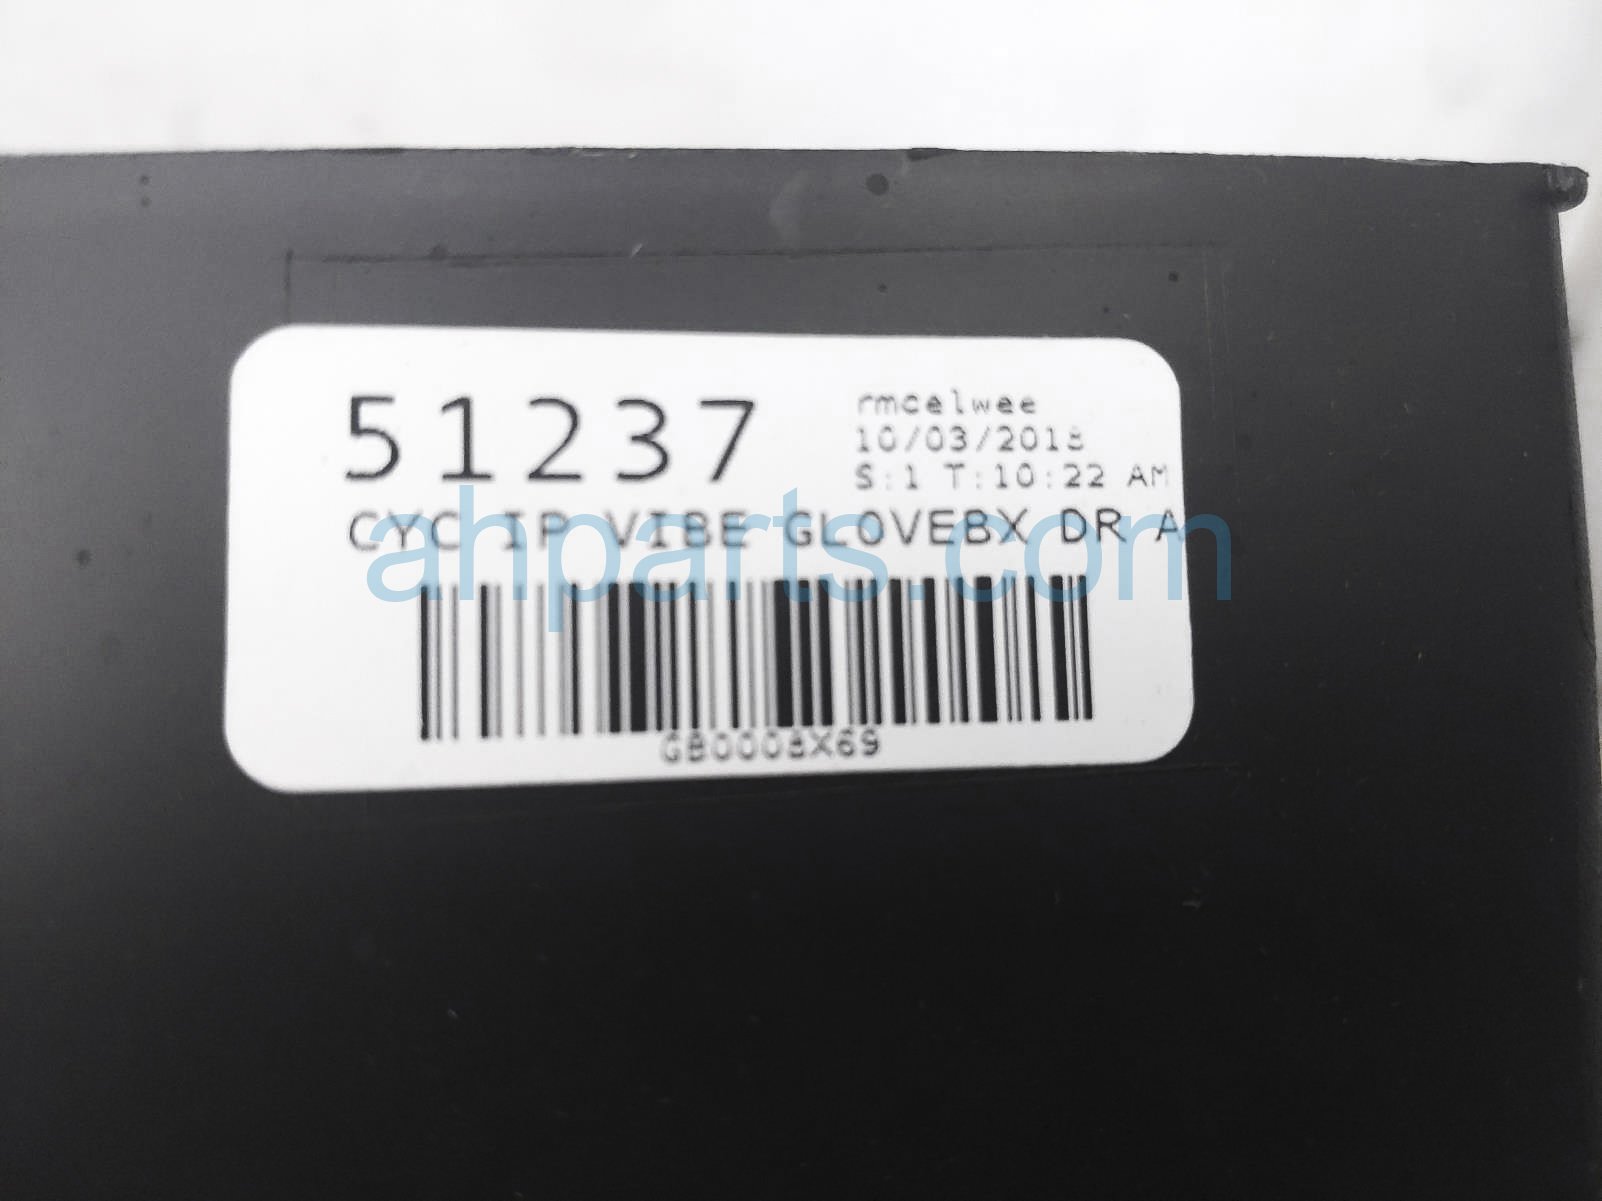 51237
rmcelwee
10/03/2018
S:1 T:10:22 AM
CYC IP VIBE GLOVEBX DR A
ahparts.com
GB0008X69